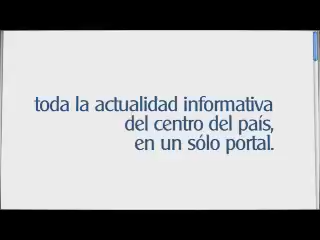 toda la actualidad informativa
del centro del país,
en un sólo portal.